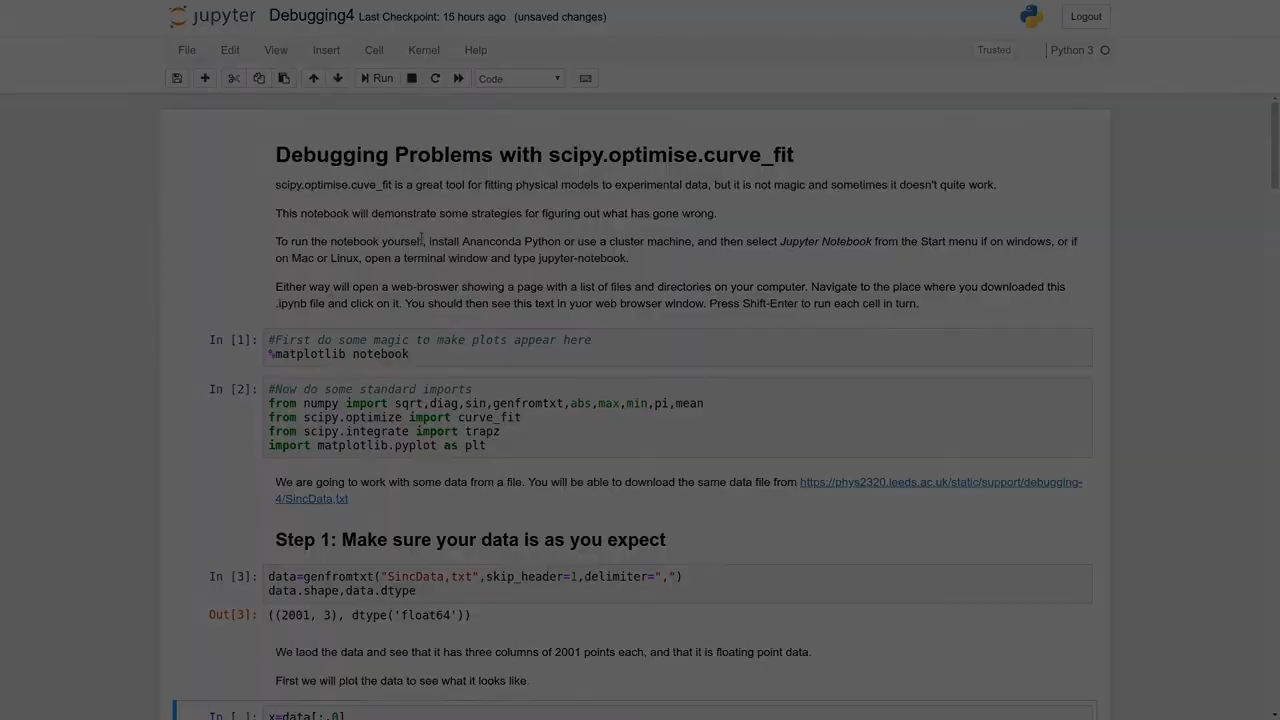 jupyter Debugging4 Last Checkpoint: 15 hours ago (unsaved changes) Logout
File Edit View Insert Cell Kernel Help Trusted Python 3
Run Code
Debugging Problems with scipy.optimise.curve_fit
scipy.optimise.cuve_fit is a great tool for fitting physical models to experimental data, but it is not magic and sometimes it doesn't quite work.
This notebook will demonstrate some strategies for figuring out what has gone wrong.
To run the notebook yourself, install Ananconda Python or use a cluster machine, and then select Jupyter Notebook from the Start menu if on windows, or if
on Mac or Linux, open a terminal window and type jupyter-notebook.
Either way will open a web-broswer showing a page with a list of files and directories on your computer. Navigate to the place where you downloaded this
.ipynb file and click on it. You should then see this text in yuor web browser window. Press Shift-Enter to run each cell in turn.
In [1]: #First do some magic to make plots appear here
%matplotlib notebook
In [2]: #Now do some standard imports
from numpy import sqrt,diag,sin,genfromtxt,abs,max,min,pi,mean
from scipy.optimize import curve_fit
from scipy.integrate import trapz
import matplotlib.pyplot as plt
We are going to work with some data from a file. You will be able to download the same data file from https://phys2320.leeds.ac.uk/static/support/debugging-
4/SincData,txt
Step 1: Make sure your data is as you expect
In [3]: data=genfromtxt("SincData,txt",skip_header=1,delimiter=",")
data.shape,data.dtype
Out[3]: ((2001, 3), dtype('float64'))
We laod the data and see that it has three columns of 2001 points each, and that it is floating point data.
First we will plot the data to see what it looks like.
In [ ]: x=data[:,0]